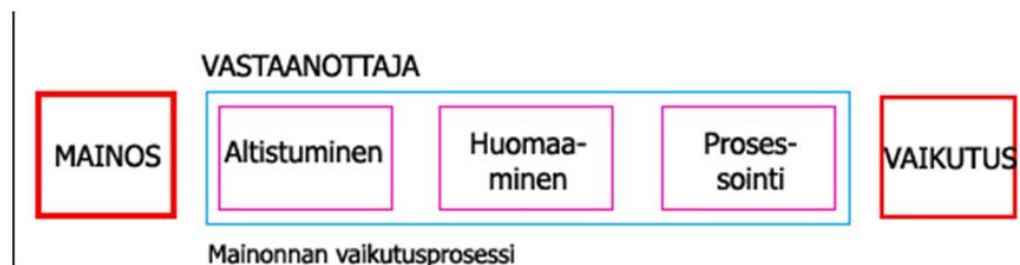 VASTAANOTTAJA
MAINOS
Altistuminen
Huomaa-
minen
Proses-
sointi
VAIKUTUS
Mainonnan vaikutusprosessi